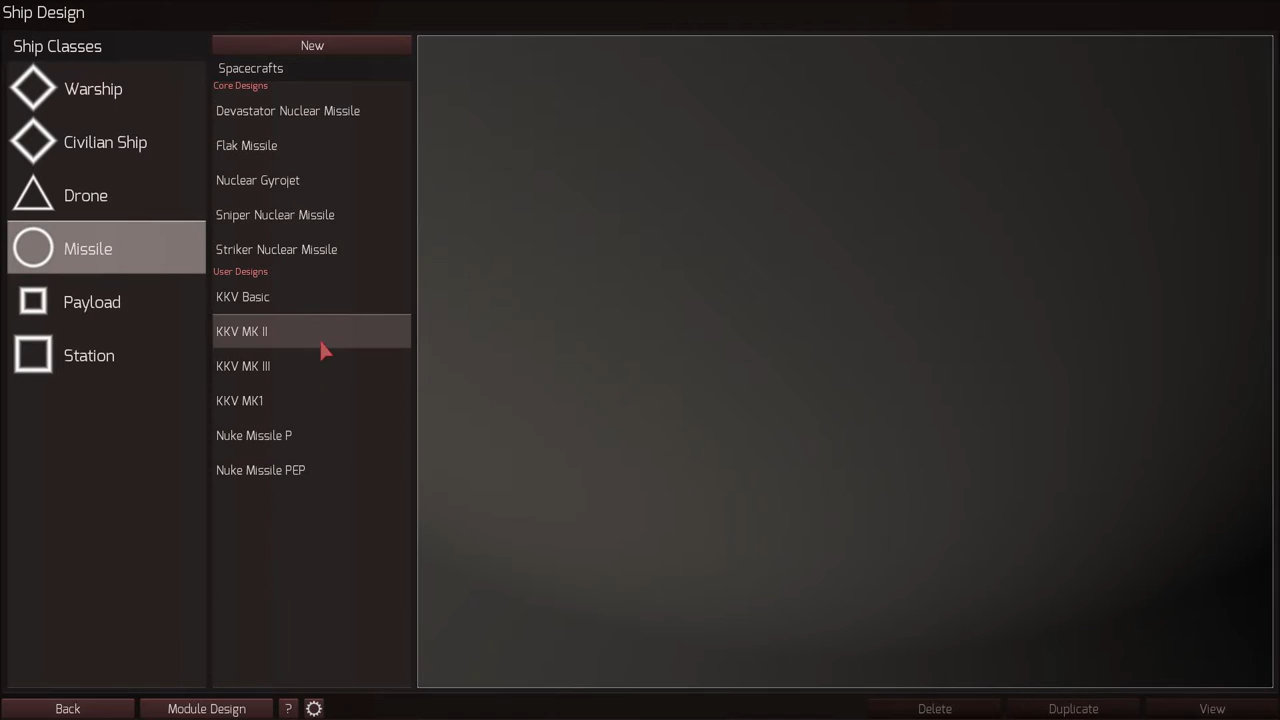 Ship Design
Ship Classes
Warship
Civilian Ship
Drone
Missile
Payload
Station
New
Spacecrafts
Core Designs
Devastator Nuclear Missile
Flak Missile
Nuclear Gyrojet
Sniper Nuclear Missile
Striker Nuclear Missile
User Designs
KKV Basic
KKV MK II
KKV MK III
KKV MK1
Nuke Missile P
Nuke Missile PEP
Back
Module Design
?
Delete
Duplicate
View